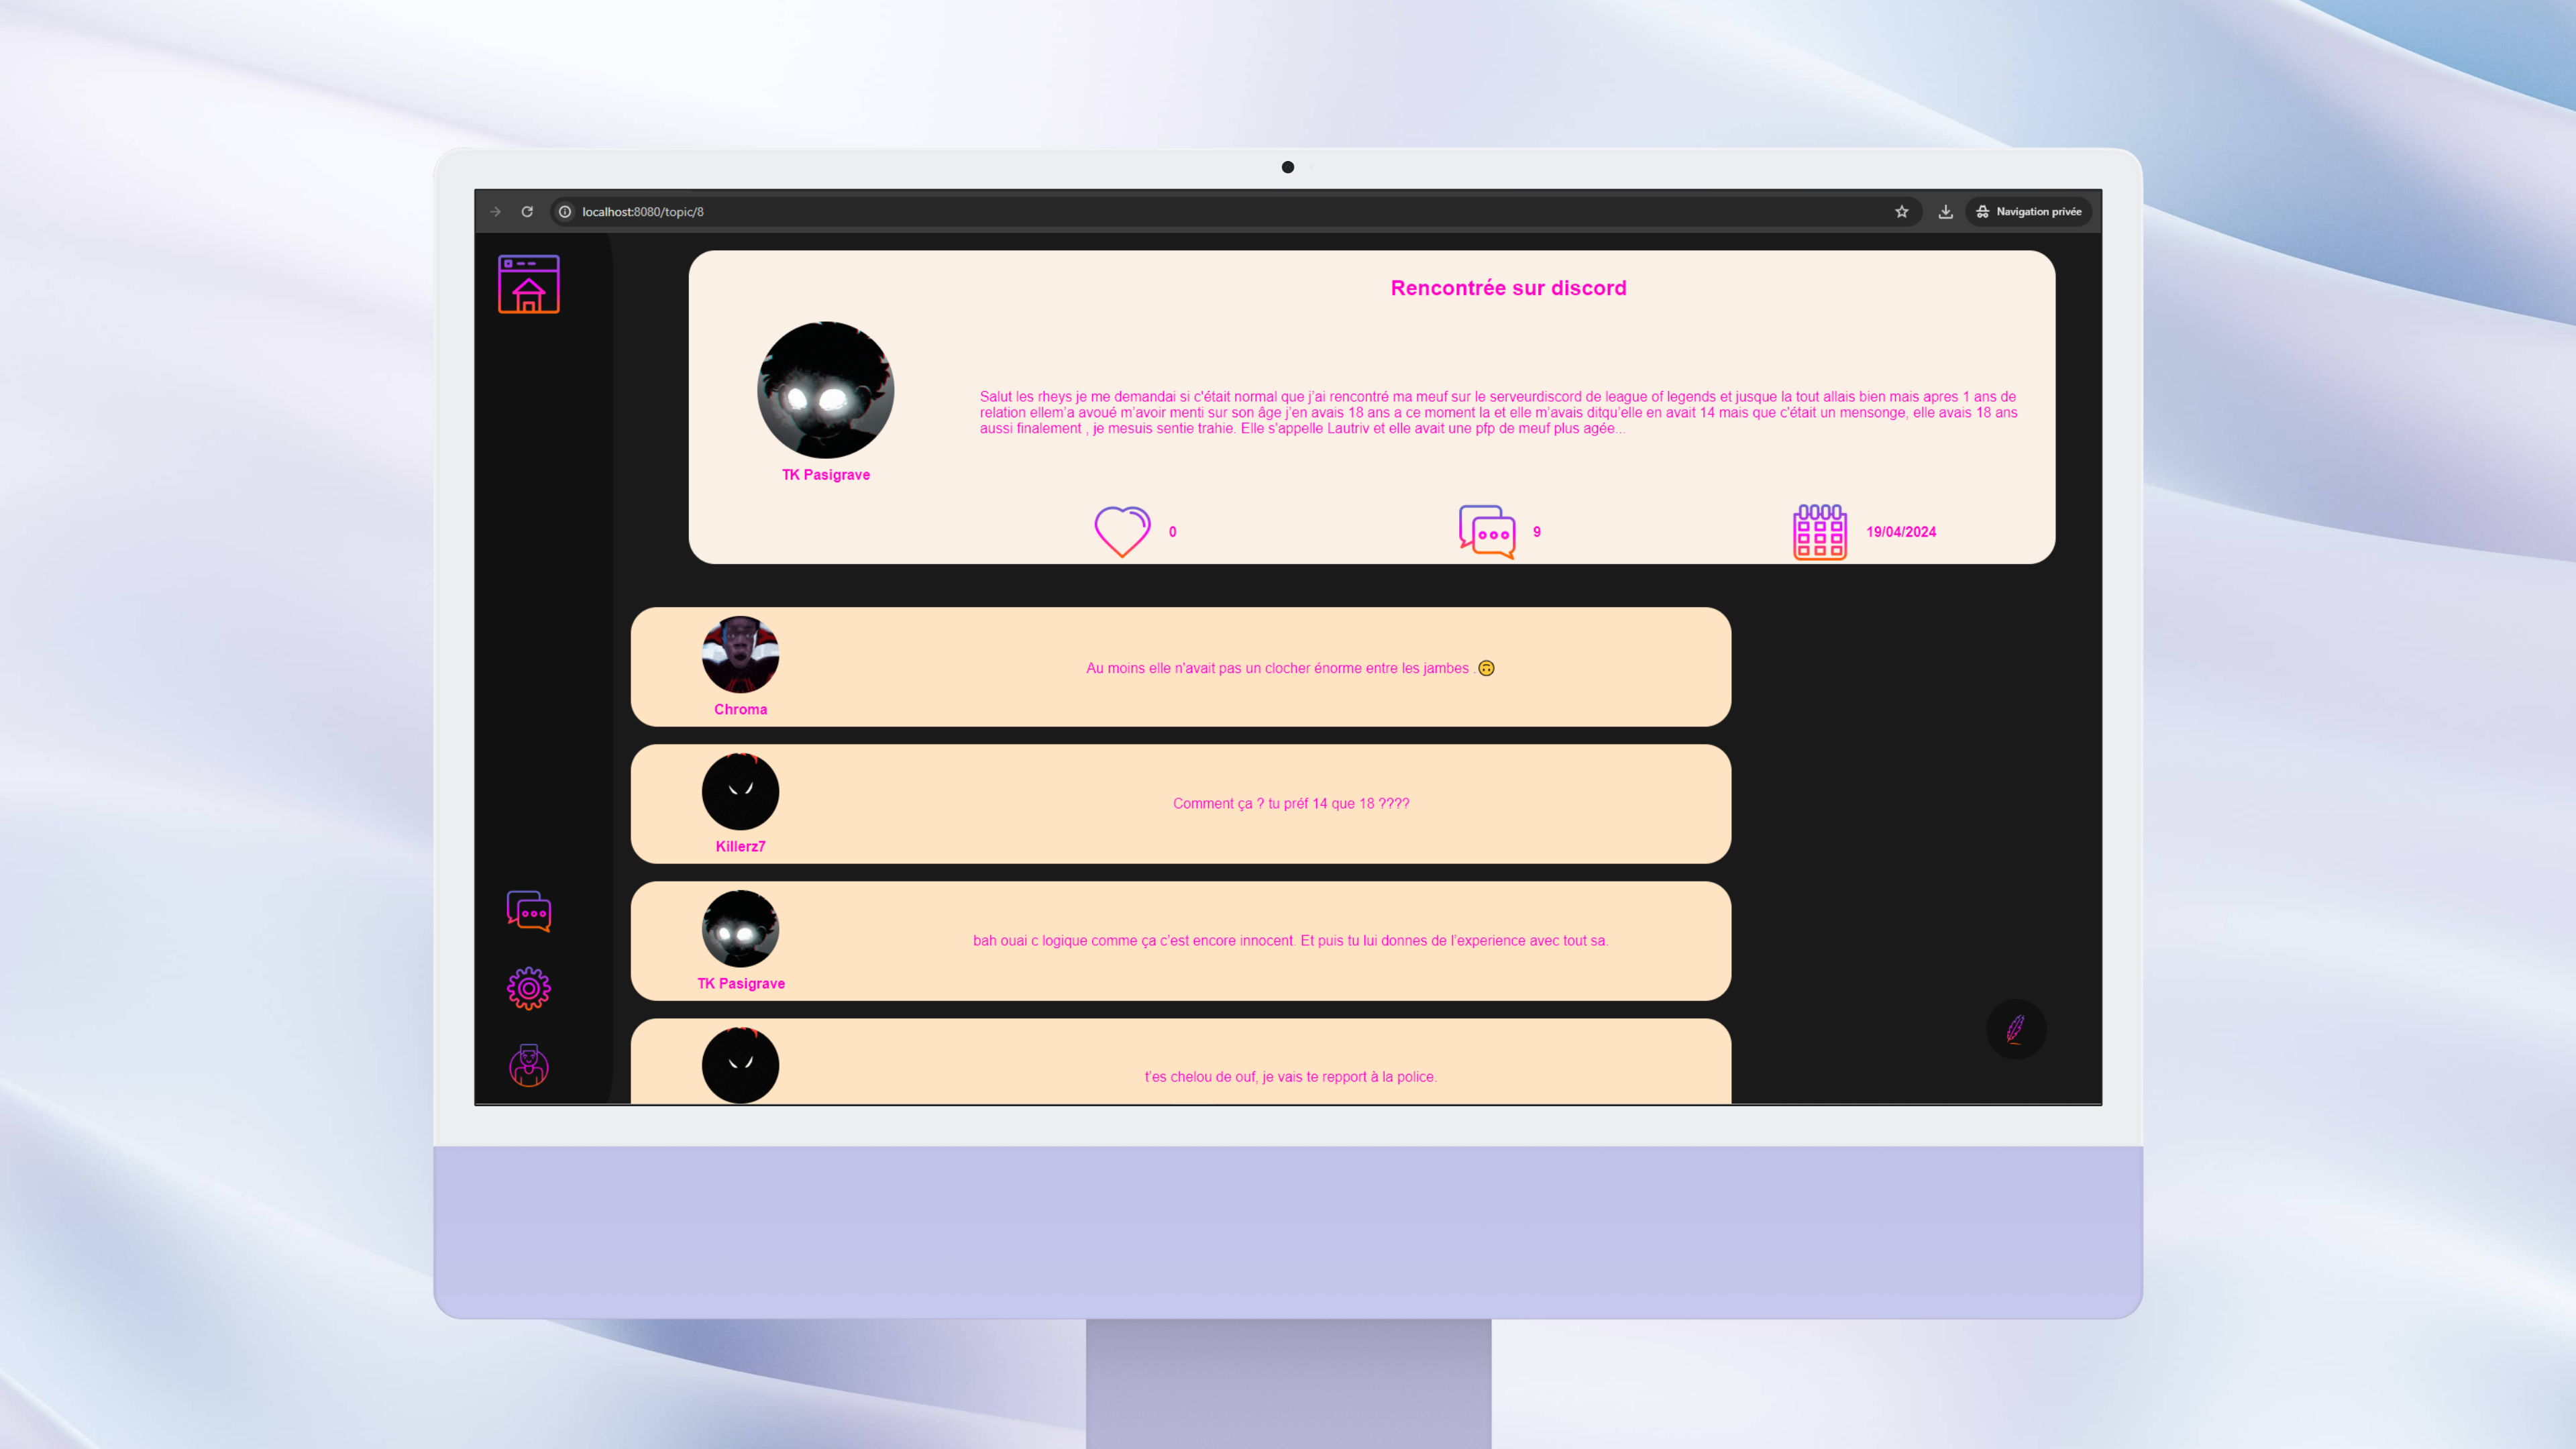 localhost:8080/topic/8
Navigation privée
Rencontrée sur discord
Salut les rheys je me demandai si c'était normal que j'ai rencontré ma meuf sur le serveurdiscord de league of legends et jusque la tout allais bien mais apres 1 ans de
relation ellem'a avoué m'avoir menti sur son âge j'en avais 18 ans a ce moment la et elle m'avais ditqu'elle en avait 14 mais que c'était un mensonge, elle avais 18 ans
aussi finalement , je mesuis sentie trahie. Elle s'appelle Lautriv et elle avait une pfp de meuf plus agée...
TK Pasigrave
0
9
19/04/2024
Au moins elle n'avait pas un clocher énorme entre les jambes .🙃
Chroma
Comment ça ? tu préf 14 que 18 ????
Killerz7
bah ouai c logique comme ça c'est encore innocent. Et puis tu lui donnes de l'experience avec tout sa.
TK Pasigrave
t'es chelou de ouf, je vais te repport à la police.